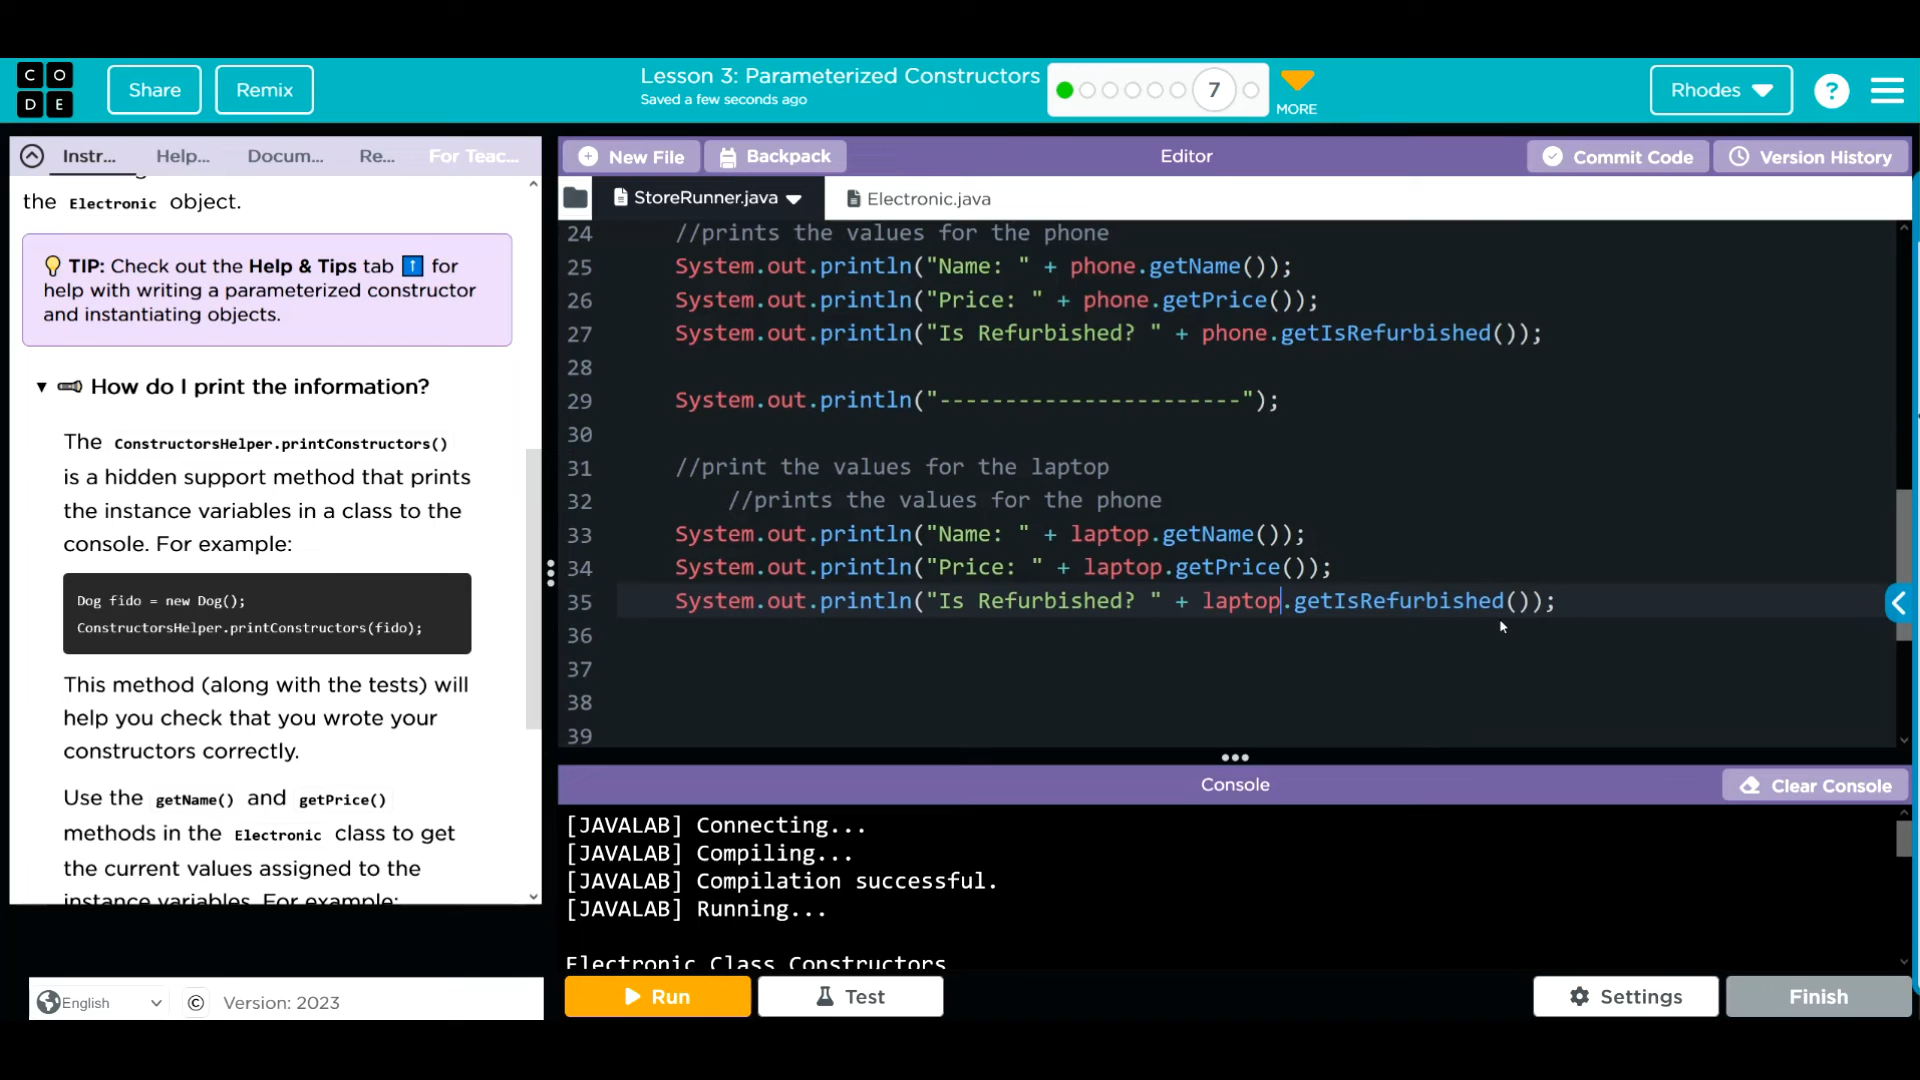 CODE
Share
Remix
Lesson 3: Parameterized Constructors
Saved a few seconds ago
7
MORE
Rhodes
?
Instr...
Help...
Docum...
Re...
For Teac...
the Electronic object.
TIP: Check out the Help & Tips tab ↑ for
help with writing a parameterized constructor
and instantiating objects.
▼ How do I print the information?
The ConstructorsHelper.printConstructors()
is a hidden support method that prints
the instance variables in a class to the
console. For example:
Dog fido = new Dog();
ConstructorsHelper.printConstructors(fido);
This method (along with the tests) will
help you check that you wrote your
constructors correctly.
Use the getName() and getPrice()
methods in the Electronic class to get
the current values assigned to the
instance variables. For example:
English
©
Version: 2023
New File
Backpack
Editor
Commit Code
Version History
StoreRunner.java
Electronic.java
24 //prints the values for the phone
25 System.out.println("Name: " + phone.getName());
26 System.out.println("Price: " + phone.getPrice());
27 System.out.println("Is Refurbished? " + phone.getIsRefurbished());
28
29 System.out.println("-----------------------");
30
31 //print the values for the laptop
32 //prints the values for the phone
33 System.out.println("Name: " + laptop.getName());
34 System.out.println("Price: " + laptop.getPrice());
35 System.out.println("Is Refurbished? " + laptop.getIsRefurbished());
36
37
38
39
Console
Clear Console
[JAVALAB] Connecting...
[JAVALAB] Compiling...
[JAVALAB] Compilation successful.
[JAVALAB] Running...
Electronic Class Constructors
Run
Test
Settings
Finish